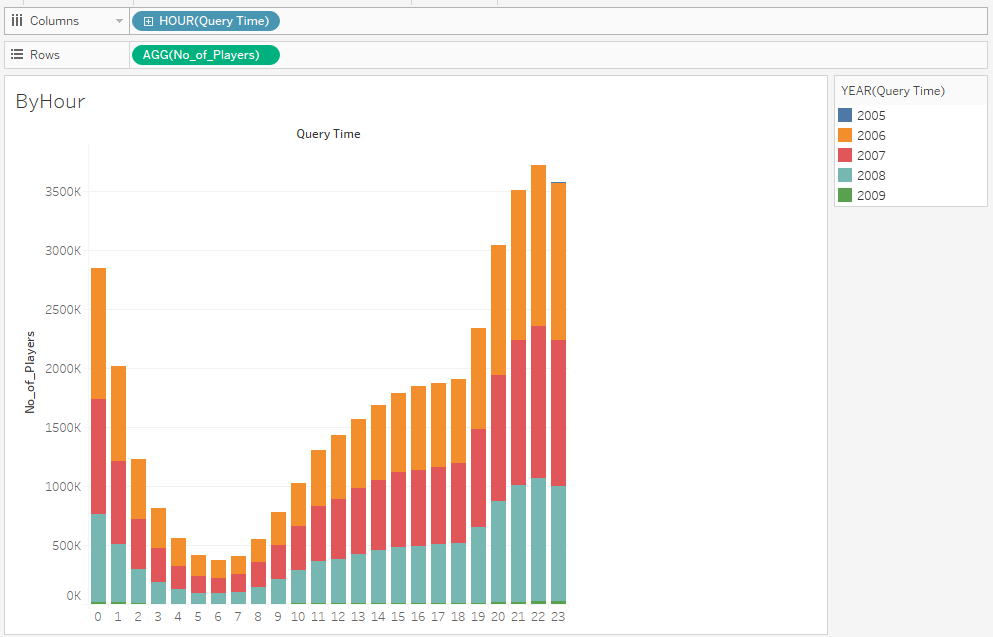 Columns HOUR(Query Time)
Rows AGG(No_of_Players)
ByHour
Query Time
3500K
3000K
2500K
2000K
1500K
1000K
500K
0K
No_of_Players
0 1 2 3 4 5 6 7 8 9 10 11 12 13 14 15 16 17 18 19 20 21 22 23
YEAR(Query Time)
2005
2006
2007
2008
2009